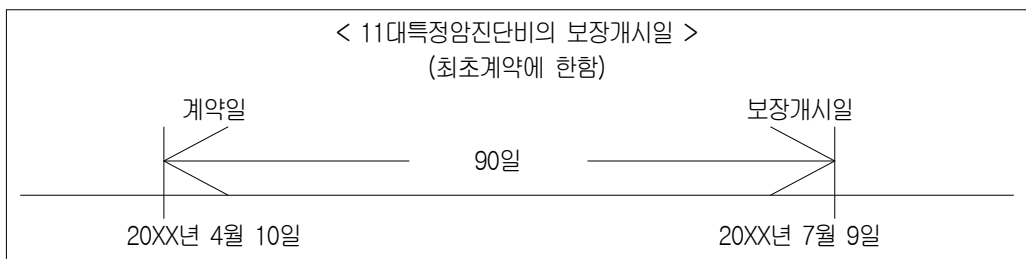 < 11대특정암진단비의 보장개시일 >
(최초계약에 한함)
계약일 보장개시일
90일
20XX년 4월 10일 20XX년 7월 9일